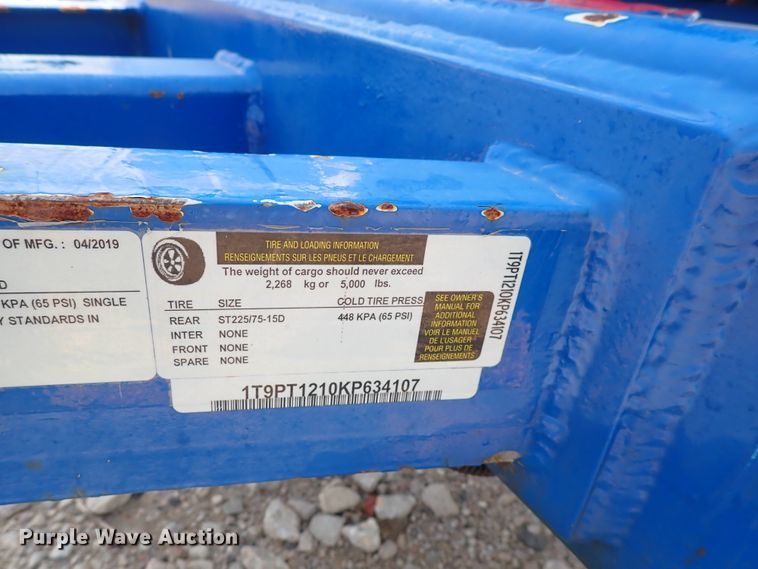 OF MFG.: 04/2019
D
KPA (65 PSI) SINGLE
Y STANDARDS IN
TIRE AND LOADING INFORMATION
RENSEIGNEMENTS SUR LES PNEUS ET LE CHARGEMENT
The weight of cargo should never exceed
2,268 kg or 5,000 lbs.
TIRE SIZE COLD TIRE PRESS
REAR ST225/75-15D 448 KPA (65 PSI)
INTER NONE
FRONT NONE
SPARE NONE
SEE OWNER'S
MANUAL FOR
ADDITIONAL
INFORMATION
VOIR LE MANUEL
DE L'USAGER
POUR PLUS DE
RENSEIGNEMENTS
1T9PT1210KP634107
1T9PT1210KP634107
Purple Wave Auction